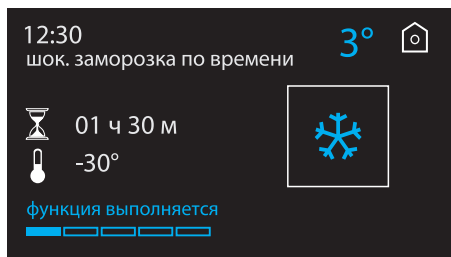 12:30
3°
шок. заморозка по времени
01 ч 30 м
-30°
функция выполняется